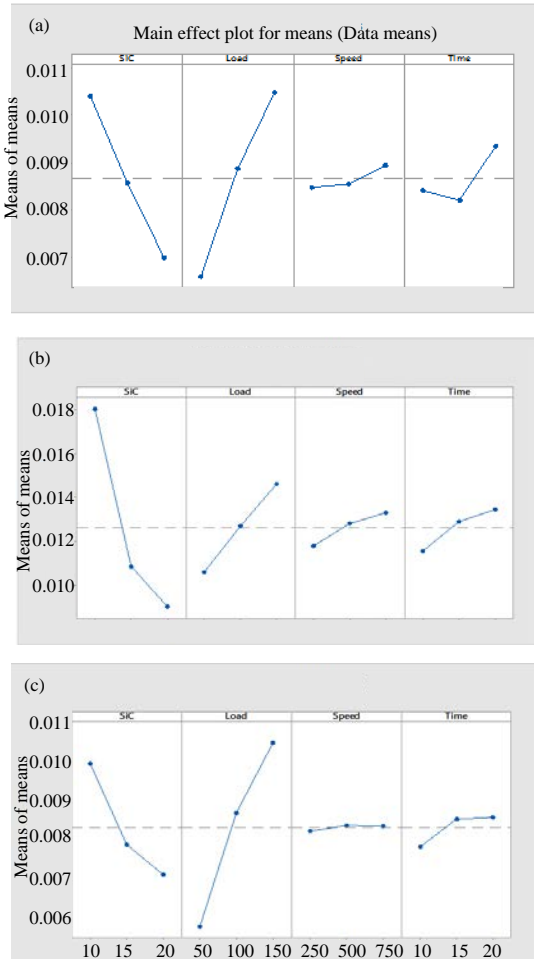 (a)
Main effect plot for means (Data means)
SiC Load Speed Time
Means of means
0.011
0.010
0.009
0.008
0.007
(b)
SiC Load Speed Time
Means of means
0.018
0.016
0.014
0.012
0.010
(c)
SiC Load Speed Time
Means of means
0.011
0.010
0.009
0.008
0.007
0.006
10 15 20 50 100 150 250 500 750 10 15 20